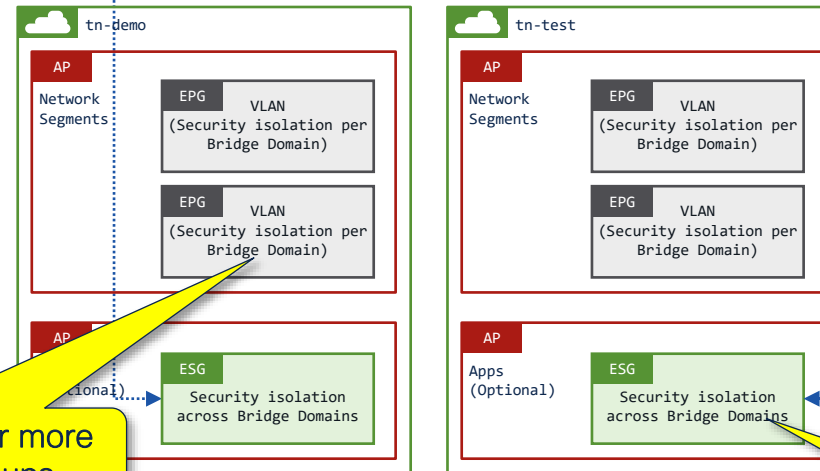 tn-demo
AP
Network
Segments
EPG
VLAN
(Security isolation per
Bridge Domain)
EPG
VLAN
(Security isolation per
Bridge Domain)
AP
ESG
Security isolation
across Bridge Domains
more
tn-test
AP
Network
Segments
EPG
VLAN
(Security isolation per
Bridge Domain)
EPG
VLAN
(Security isolation per
Bridge Domain)
AP
Apps
(Optional)
ESG
Security isolation
across Bridge Domains